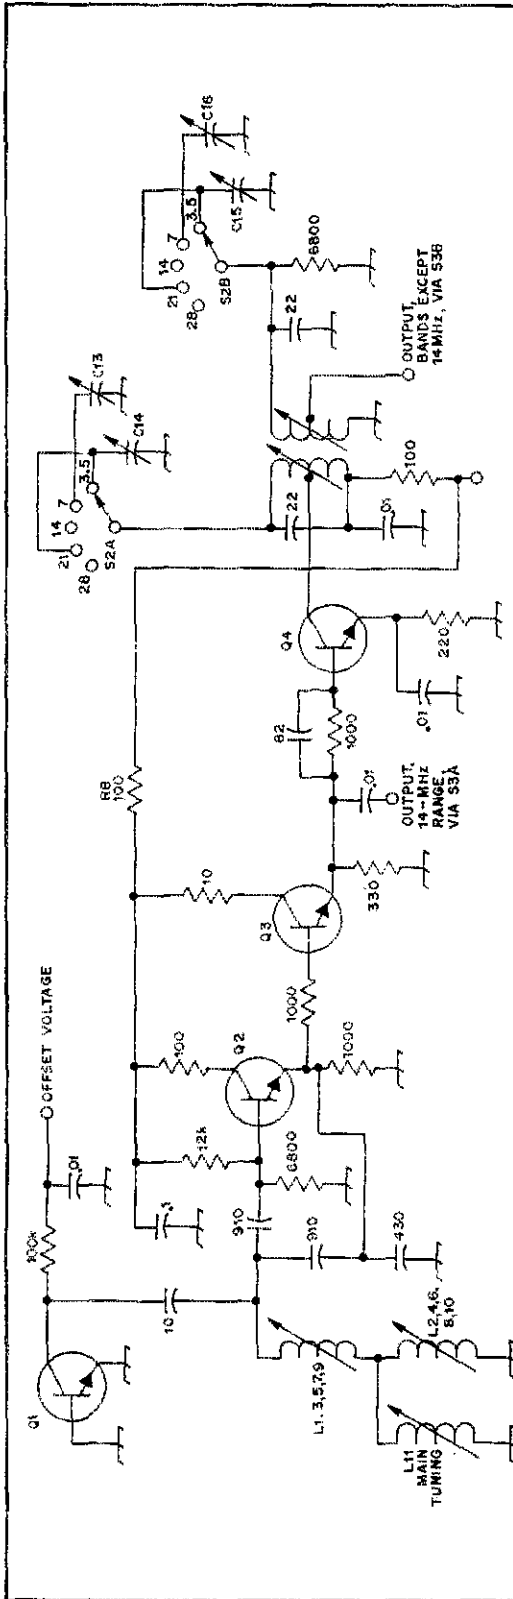 Q1
100k
OFFSET VOLTAGE
.01
10
.1
12k
100
Q2
910
6800
910
430
1000
1000
L1, 3,5,7,9
L11
MAIN
TUNING
L2,4,6,
8,10
10
Q3
330
R8
100
.01
OUTPUT,
14-MHz
RANGE,
VIA S3A
82
1000
Q4
.01
220
28
21
14
7
3.5
S2A
C13
C14
22
.01
100
22
6800
OUTPUT,
BANDS EXCEPT
14MHz, VIA S3B
28
21
14
7
3.5
S2B
C15
C16